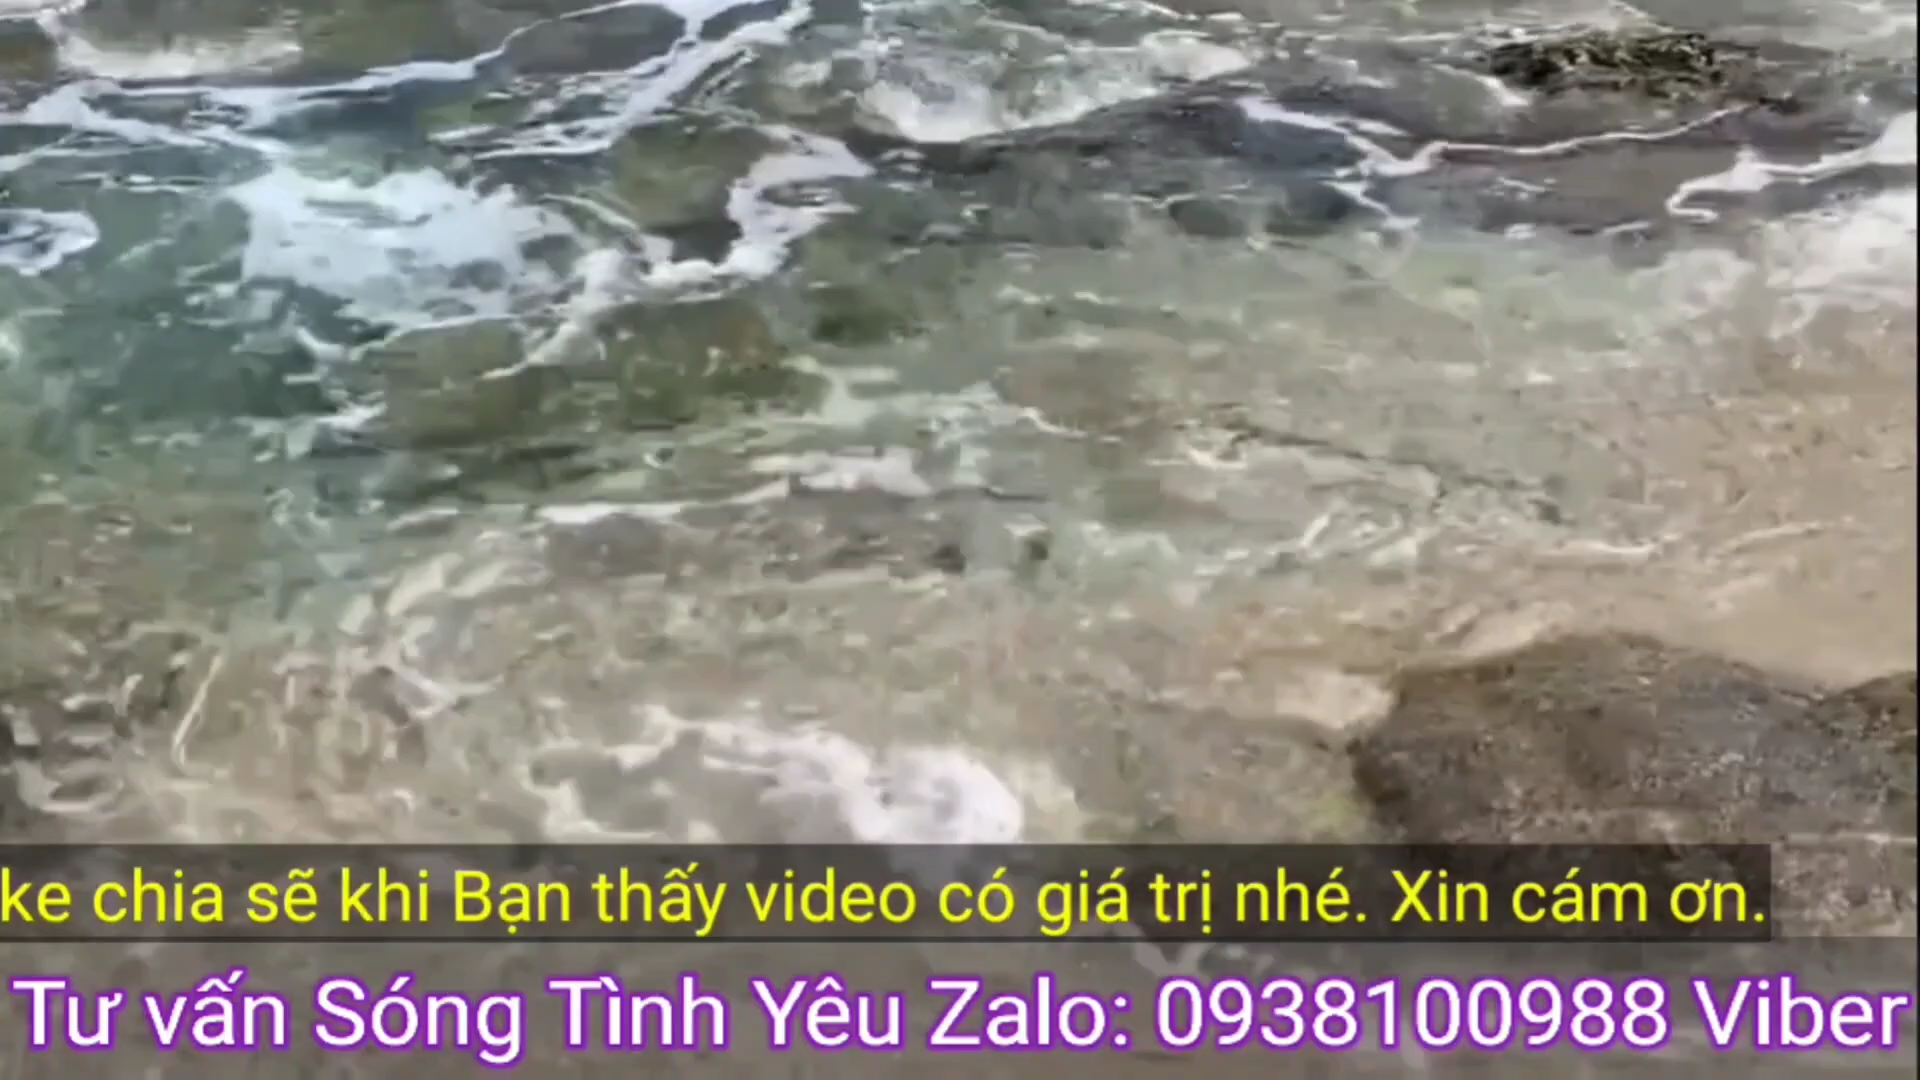 ke chia sẽ khi Bạn thấy video có giá trị nhé. Xin cám ơn.
Tư vấn Sóng Tình Yêu Zalo: 0938100988 Viber